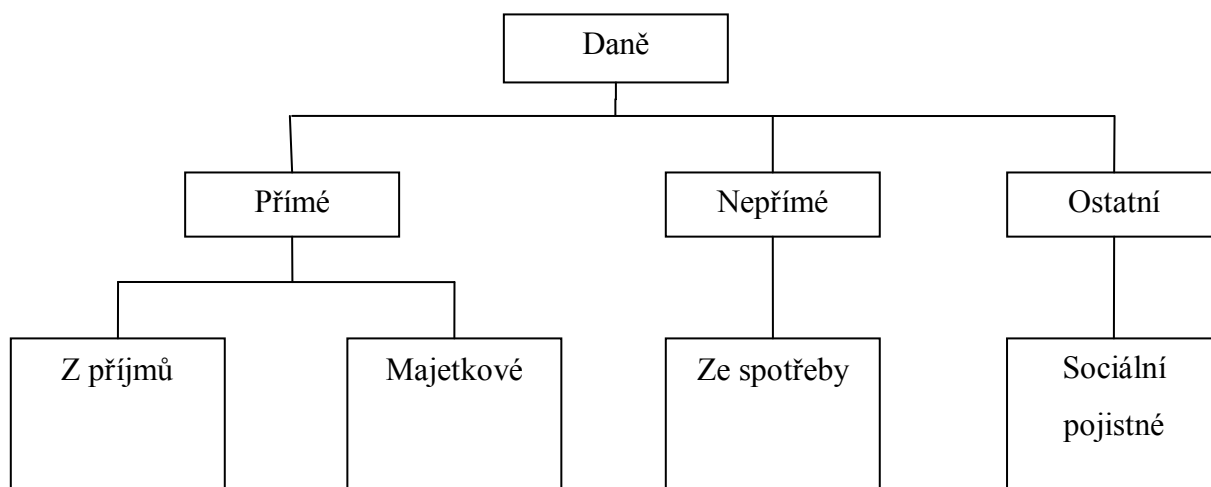 Daně
Přímé
Nepřímé
Ostatní
Z příjmů
Majetkové
Ze spotřeby
Sociální
pojistné